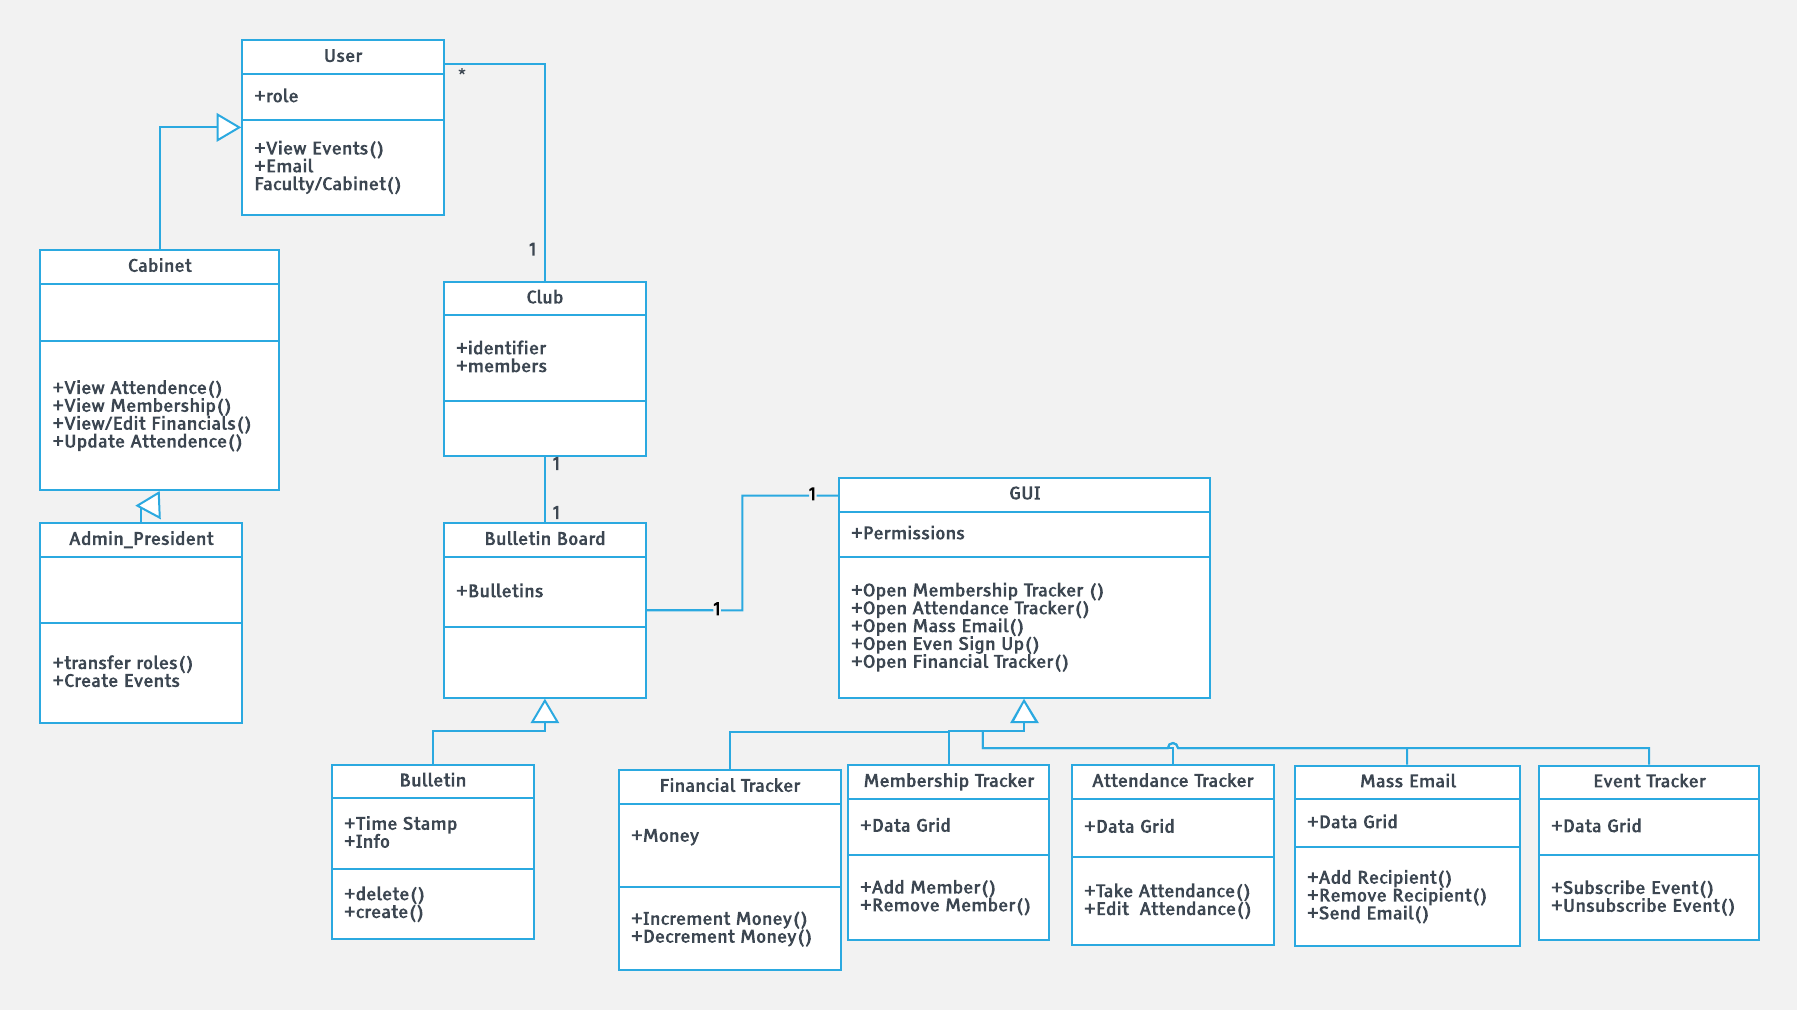 User
+role
+View Events()
+Email
Faculty/Cabinet()
*
1
Cabinet
+View Attendence()
+View Membership()
+View/Edit Financials()
+Update Attendence()
Club
+identifier
+members
1
1
Admin_President
+transfer roles()
+Create Events
Bulletin Board
+Bulletins
1
1
GUI
+Permissions
+Open Membership Tracker ()
+Open Attendance Tracker()
+Open Mass Email()
+Open Even Sign Up()
+Open Financial Tracker()
Bulletin
+Time Stamp
+Info
+delete()
+create()
Financial Tracker
+Money
+Increment Money()
+Decrement Money()
Membership Tracker
+Data Grid
+Add Member()
+Remove Member()
Attendance Tracker
+Data Grid
+Take Attendance()
+Edit  Attendance()
Mass Email
+Data Grid
+Add Recipient()
+Remove Recipient()
+Send Email()
Event Tracker
+Data Grid
+Subscribe Event()
+Unsubscribe Event()